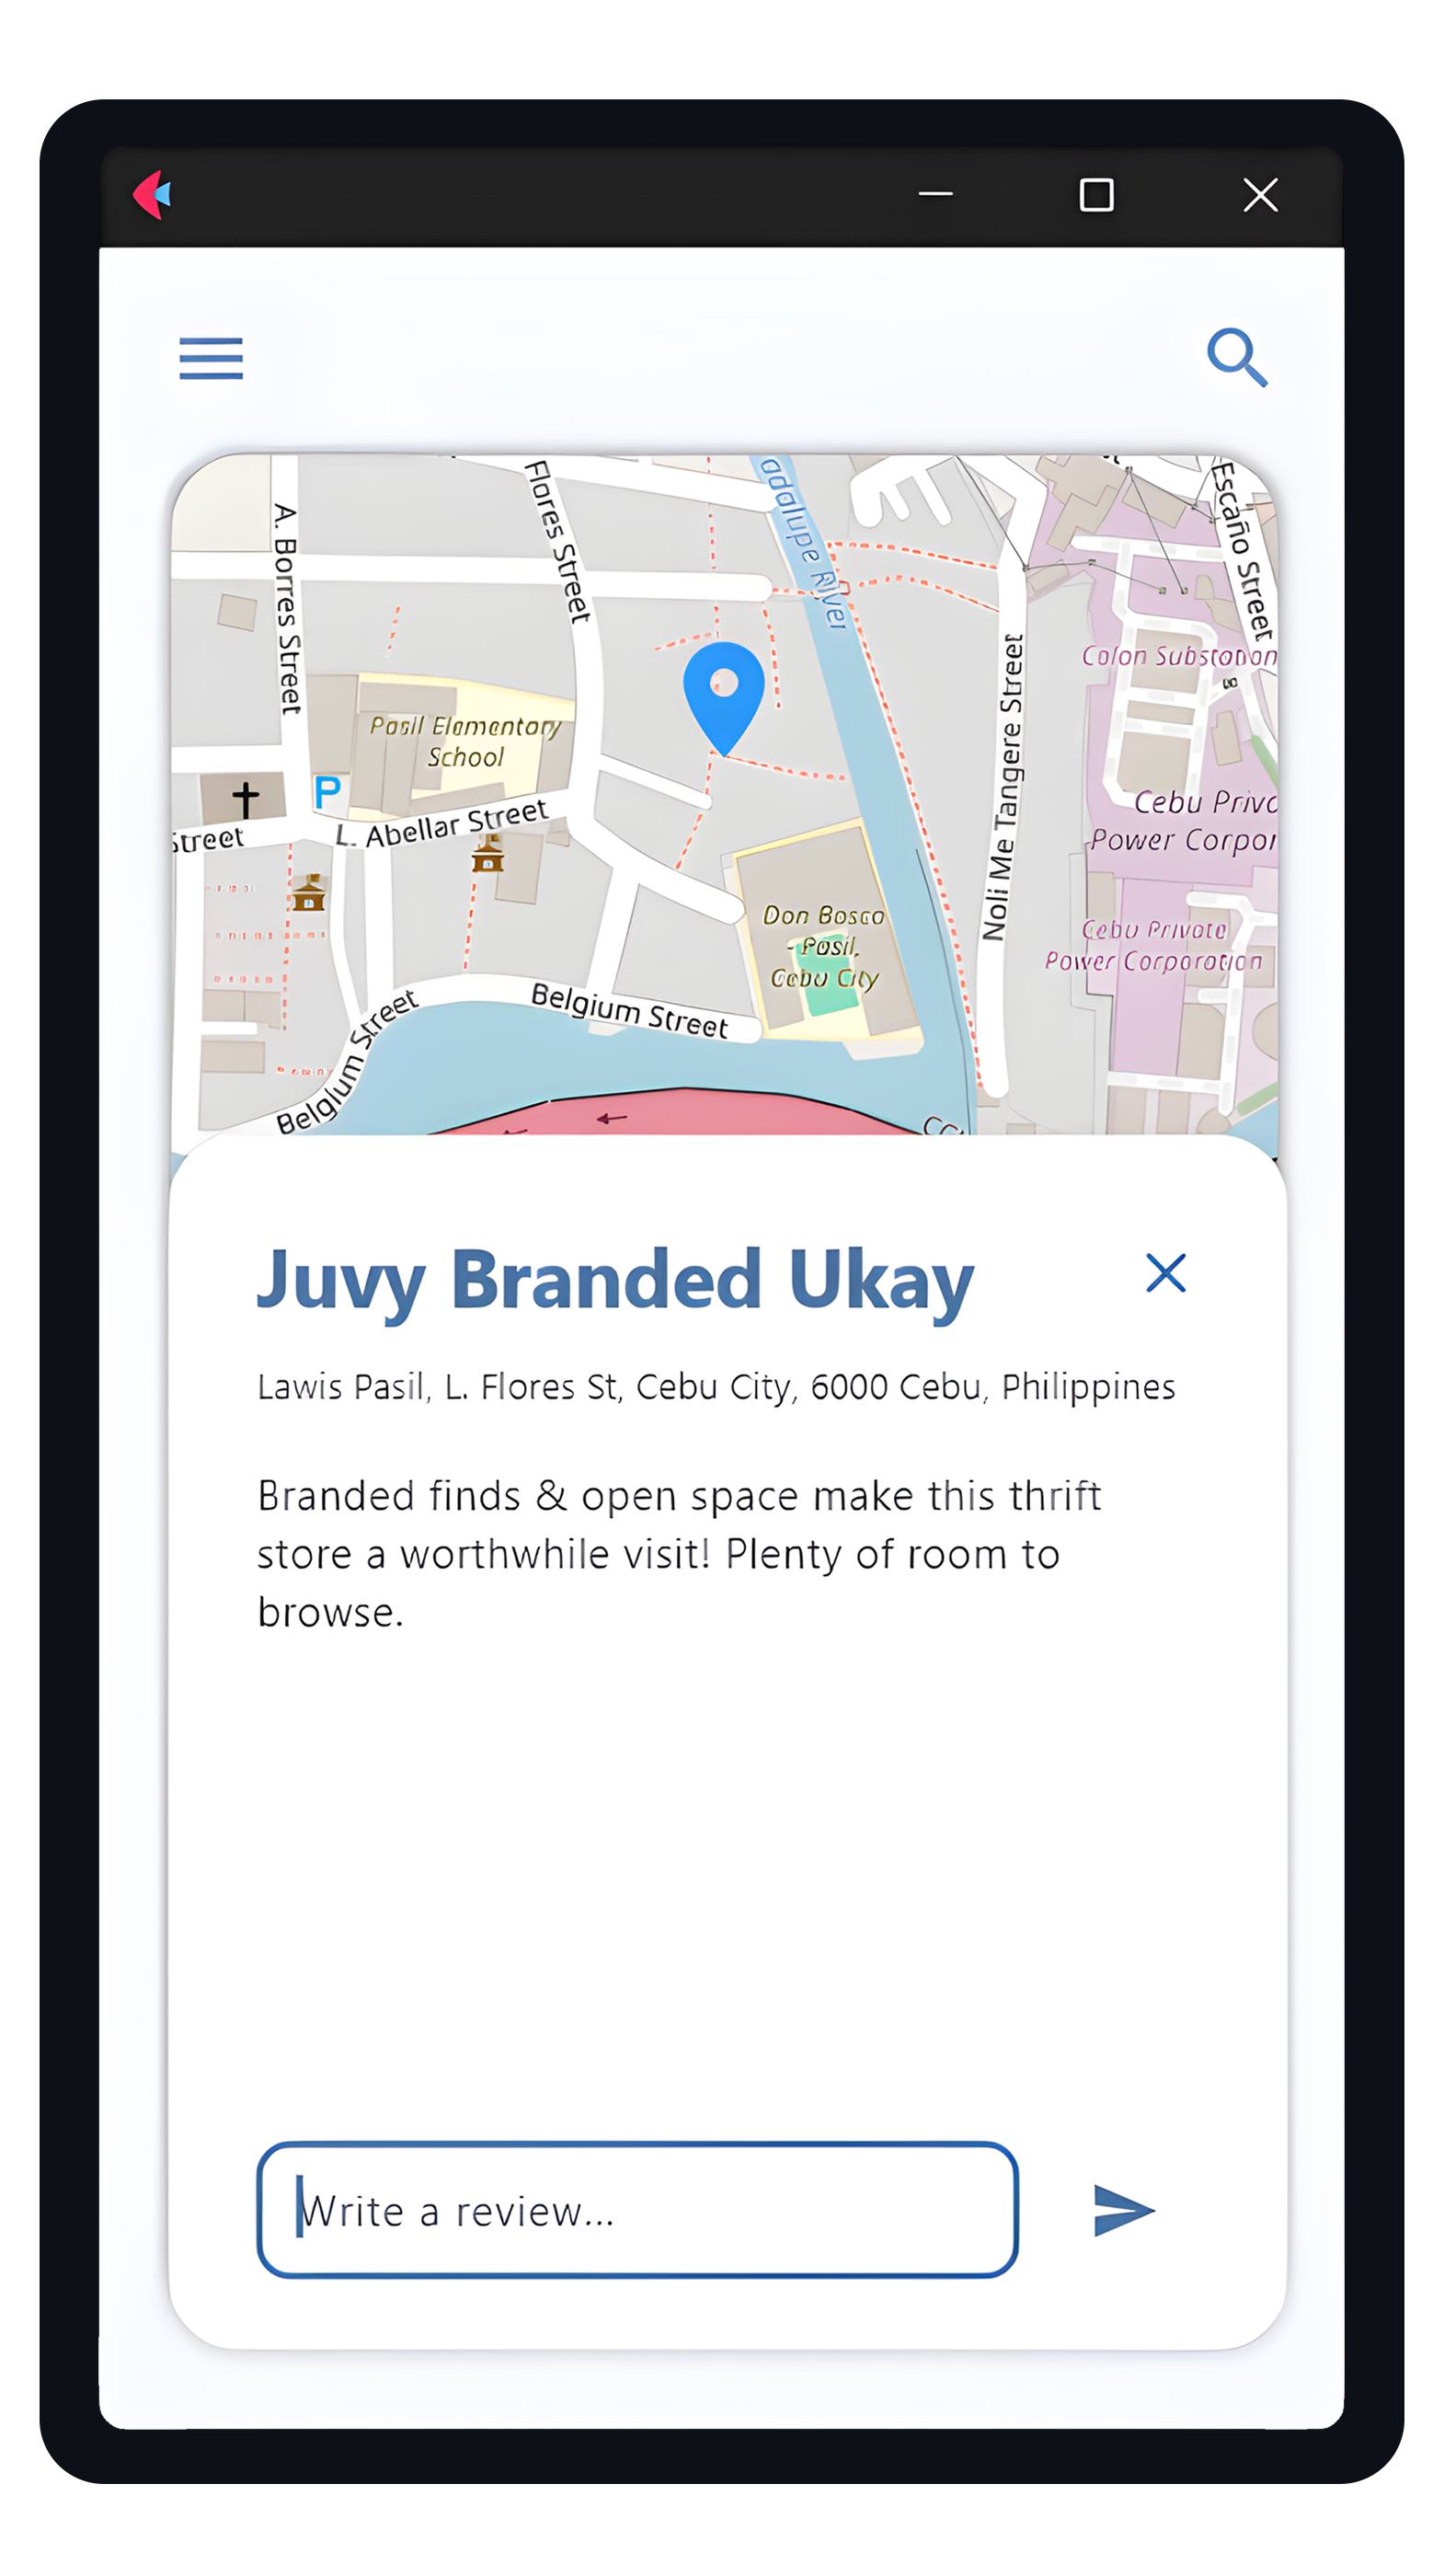 A. Borres Street
Flores Street
adalupe River
Escaño Street
Colon Substation
Pasil Elementary
School
P
Noli Me Tangere Street
Street
L. Abellar Street
Cebu Priva
Power Corpor
Don Bosco
- Pasil,
Cebu City
Cebu Private
Power Corporation
Belgium Street
Belgium Street
Juvy Branded Ukay
Lawis Pasil, L. Flores St, Cebu City, 6000 Cebu, Philippines
Branded finds & open space make this thrift
store a worthwhile visit! Plenty of room to
browse.
Write a review...